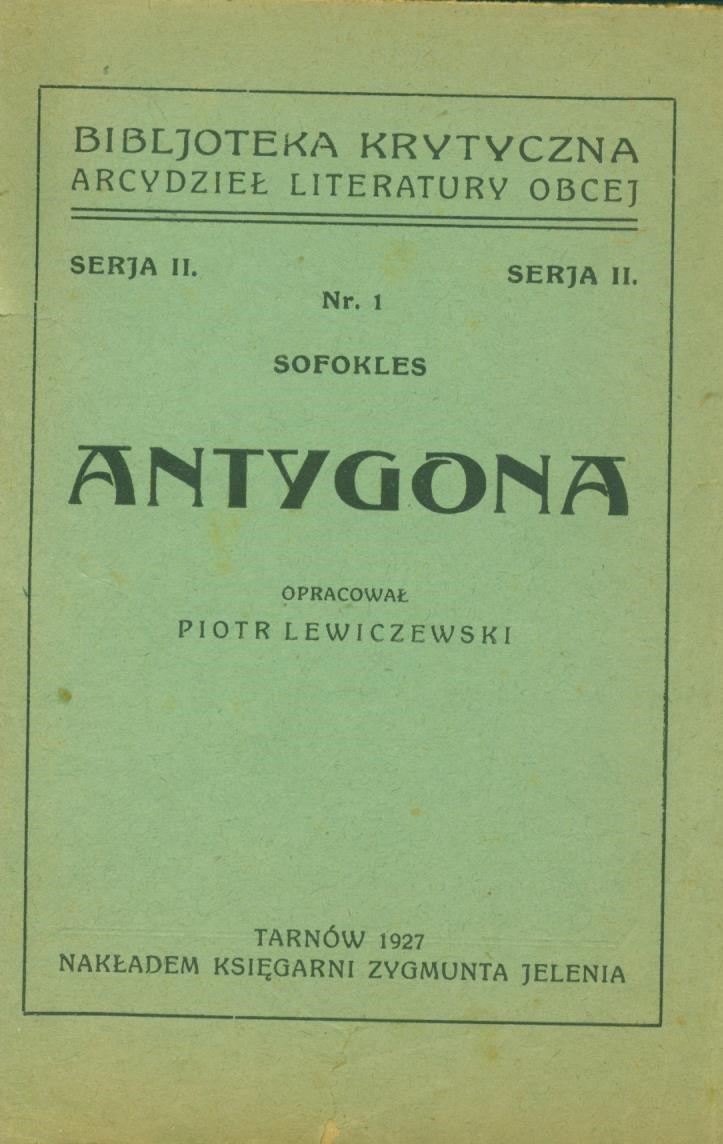 BIBLJOTEKA KRYTYCZNA
ARCYDZIEŁ LITERATURY OBCEJ
SERJA II. SERJA II.
Nr. 1
SOFOKLES
ANTYGONA
OPRACOWAŁ
PIOTR LEWICZEWSKI
TARNÓW 1927
NAKŁADEM KSIĘGARNI ZYGMUNTA JELENIA